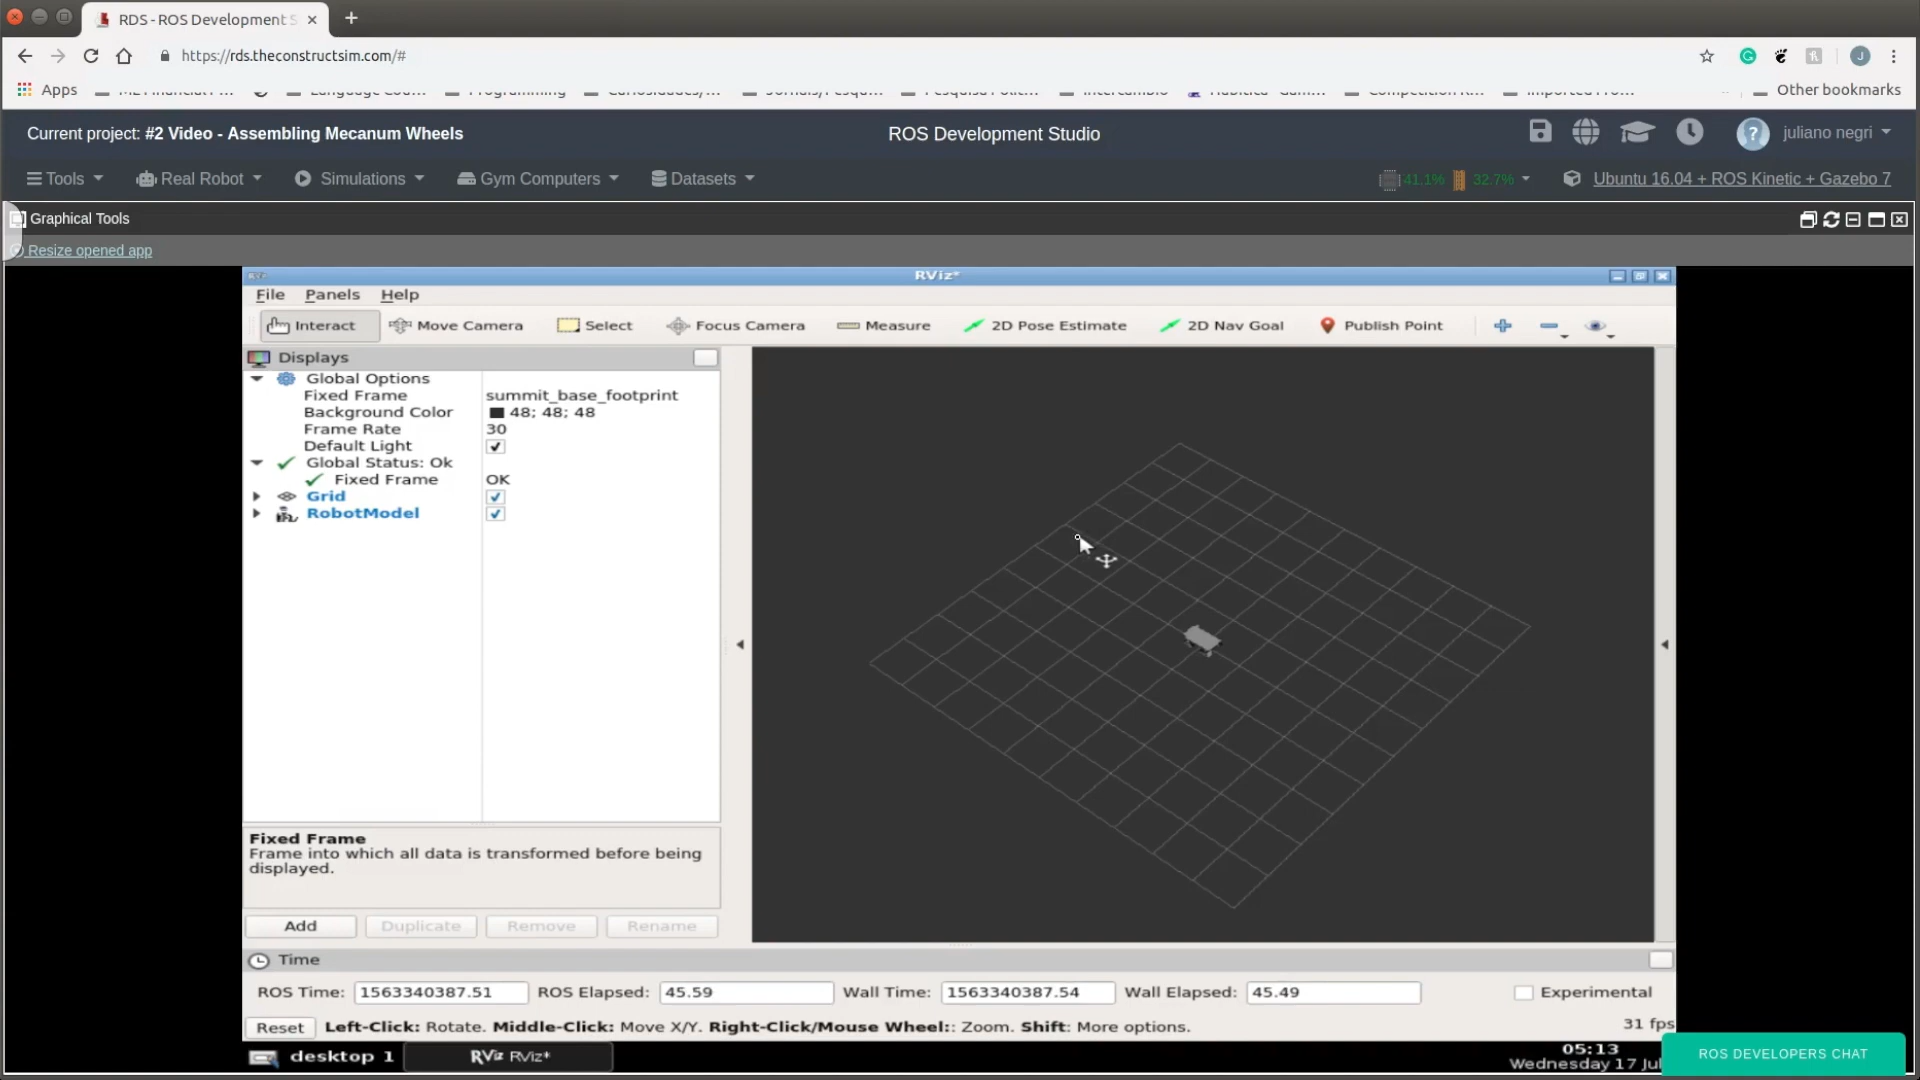 RDS - ROS Development S
https://rds.theconstructsim.com/#
Apps
Other bookmarks
Current project: #2 Video - Assembling Mecanum Wheels
ROS Development Studio
juliano negri
Tools
Real Robot
Simulations
Gym Computers
Datasets
41.1%
32.7%
Ubuntu 16.04 + ROS Kinetic + Gazebo 7
Graphical Tools
Resize opened app
RViz*
File Panels Help
Interact Move Camera Select Focus Camera Measure 2D Pose Estimate 2D Nav Goal Publish Point
Displays
Global Options
Fixed Frame summit_base_footprint
Background Color 48; 48; 48
Frame Rate 30
Default Light
Global Status: Ok
Fixed Frame OK
Grid
RobotModel
Fixed Frame
Frame into which all data is transformed before being
displayed.
Add Duplicate Remove Rename
Time
ROS Time: 1563340387.51 ROS Elapsed: 45.59 Wall Time: 1563340387.54 Wall Elapsed: 45.49 Experimental
Reset Left-Click: Rotate. Middle-Click: Move X/Y. Right-Click/Mouse Wheel:: Zoom. Shift: More options. 31 fps
desktop 1
RViz RViz*
05:13
Wednesday 17 Jul
ROS DEVELOPERS CHAT